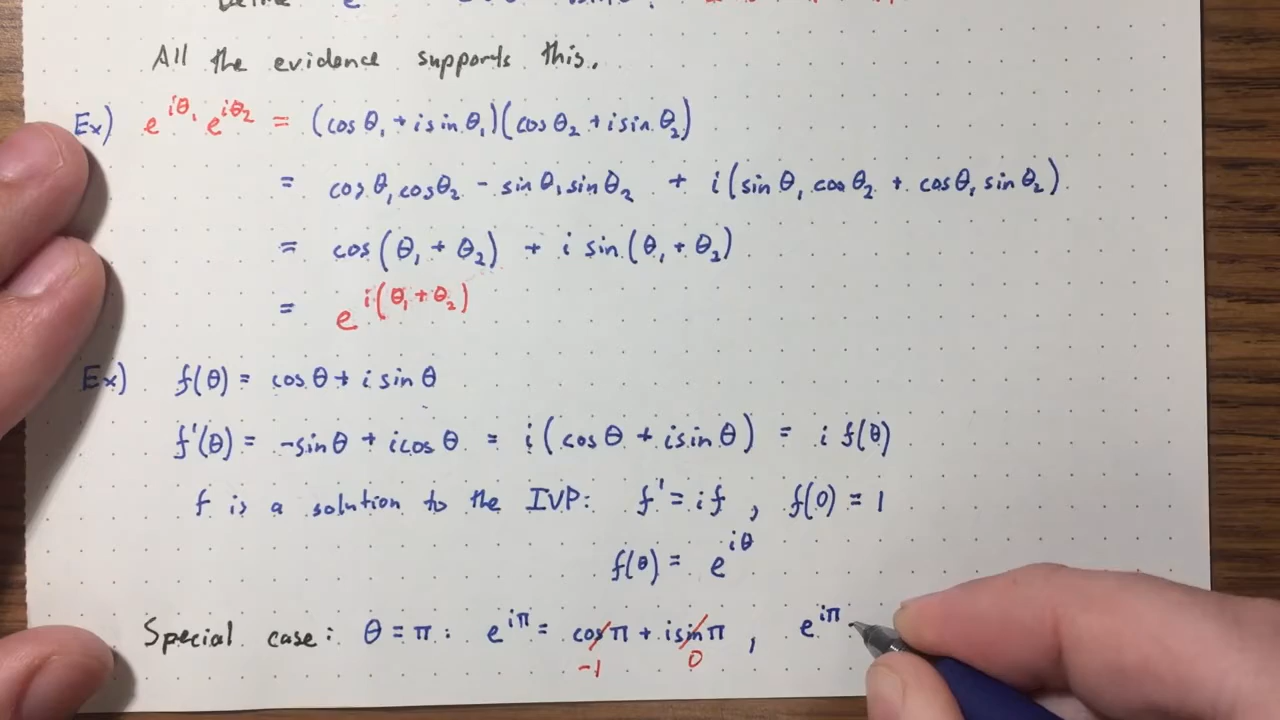 All the evidence supports this.
Ex) e^{iθ₁} e^{iθ₂} = (cos θ₁ + i sin θ₁)(cos θ₂ + i sin θ₂)
= cos θ₁ cos θ₂ - sin θ₁ sin θ₂ + i(sin θ₁ cos θ₂ + cos θ₁ sin θ₂)
= cos(θ₁ + θ₂) + i sin(θ₁ + θ₂)
= e^{i(θ₁ + θ₂)}
Ex) f(θ) = cos θ + i sin θ
f'(θ) = -sin θ + i cos θ = i(cos θ + i sin θ) = i f(θ)
f is a solution to the IVP: f' = if, f(0) = 1
f(θ) = e^{iθ}
Special case: θ = π: e^{iπ} = cos π + i sin π, e^{iπ}
-1 0